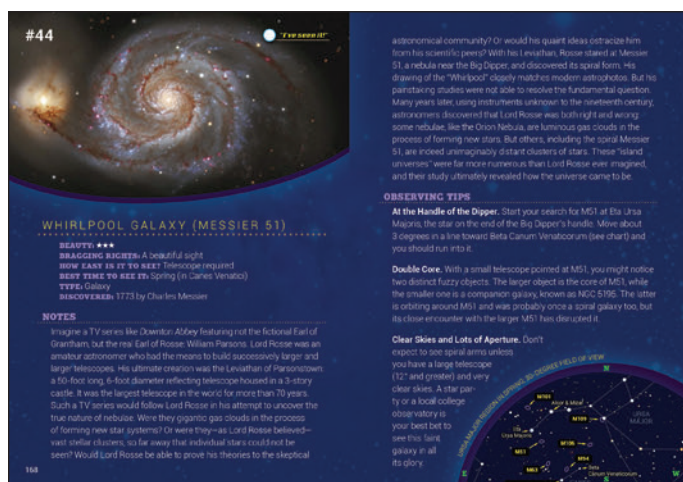 #44
"I've seen it!"
WHIRLPOOL GALAXY (MESSIER 51)
BEAUTY: ★★★
BRAGGING RIGHTS: A beautiful sight
HOW EASY IS IT TO SEE? Telescope required
BEST TIME TO SEE IT: Spring (in Canes Venatici)
TYPE: Galaxy
DISCOVERED: 1773 by Charles Messier
NOTES
Imagine a TV series like Downton Abbey featuring not the fictional Earl of
Grantham, but the real Earl of Rosse: William Parsons. Lord Rosse was an
amateur astronomer who had the means to build successively larger and
larger telescopes. His ultimate creation was the Leviathan of Parsonstown:
a 50-foot long, 6-foot diameter reflecting telescope housed in a 3-story
castle. It was the largest telescope in the world for more than 70 years.
Such a TV series would follow Lord Rosse in his attempt to uncover the
true nature of nebulae. Were they gigantic gas clouds in the process
of forming new star systems? Or were they—as Lord Rosse believed—
vast stellar clusters, so far away that individual stars could not be
seen? Would Lord Rosse be able to prove his theories to the skeptical
168
astronomical community? Or would his quaint ideas ostracize him
from his scientific peers? With his Leviathan, Rosse stared at Messier
51, a nebula near the Big Dipper, and discovered its spiral form. His
drawing of the "Whirlpool" closely matches modern astrophotos. But his
painstaking studies were not able to resolve the fundamental question.
Many years later, using instruments unknown to the nineteenth century,
astronomers discovered that Lord Rosse was both right and wrong:
some nebulae, like the Orion Nebula, are luminous gas clouds in the
process of forming new stars. But others, including the spiral Messier
51, are indeed unimaginably distant clusters of stars. These "island
universes" were far more numerous than Lord Rosse ever imagined,
and their study ultimately revealed how the universe came to be.
OBSERVING TIPS
At the Handle of the Dipper. Start your search for M51 at Eta Ursa
Majoris, the star on the end of the Big Dipper's handle. Move about
3 degrees in a line toward Beta Canum Venaticorum (see chart) and
you should run into it.
Double Core. With a small telescope pointed at M51, you might notice
two distinct fuzzy objects. The larger object is the core of M51, while
the smaller one is a companion galaxy, known as NGC 5195. The latter
is orbiting around M51 and was probably once a spiral galaxy too, but
its close encounter with the larger M51 has disrupted it.
Clear Skies and Lots of Aperture. Don't
expect to see spiral arms unless
you have a large telescope
(12" and greater) and very
clear skies. A star par-
ty or a local college
observatory is
your best bet to
see this faint
galaxy in all
its glory.
URSA MAJOR REGION IN SPRING, 30-DEGREE FIELD OF VIEW
N
M101
Alcor & Mizar
URSA
MAJOR
M109
Eta
Ursa Majoris
M51
M106
M94
M63
Beta
Canum Venaticorum
E
S
W